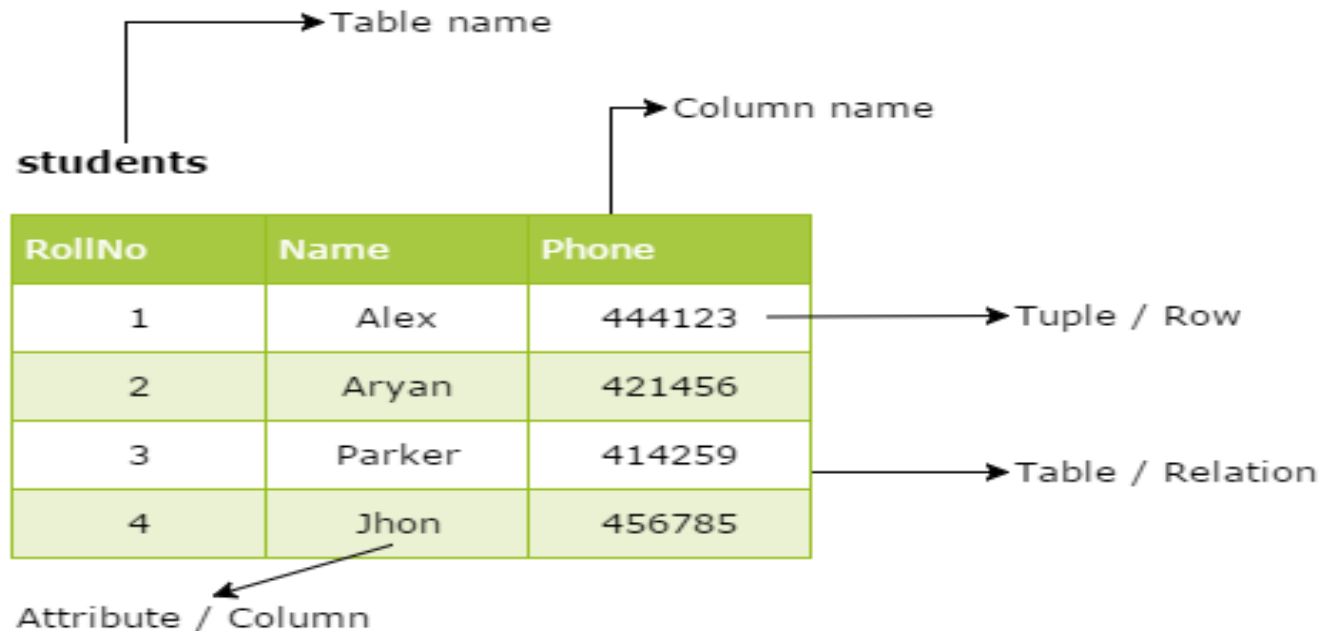 Table name
Column name
students
RollNo Name Phone
1 Alex 444123 Tuple / Row
2 Aryan 421456
3 Parker 414259
Table / Relation
4 Jhon 456785
Attribute / Column